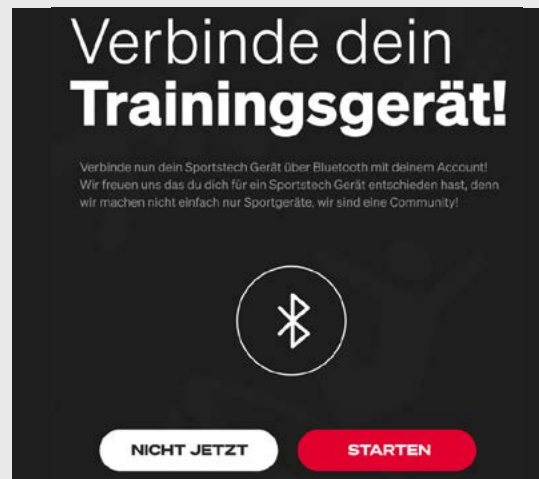 Verbinde dein
Trainingsgerät!
Verbinde nun dein Sportstech Gerät über Bluetooth mit deinem Account!
Wir freuen uns das du dich für ein Sportstech Gerät entschieden hast, denn
wir machen nicht einfach nur Sportgeräte, wir sind eine Community!
NICHT JETZT
STARTEN